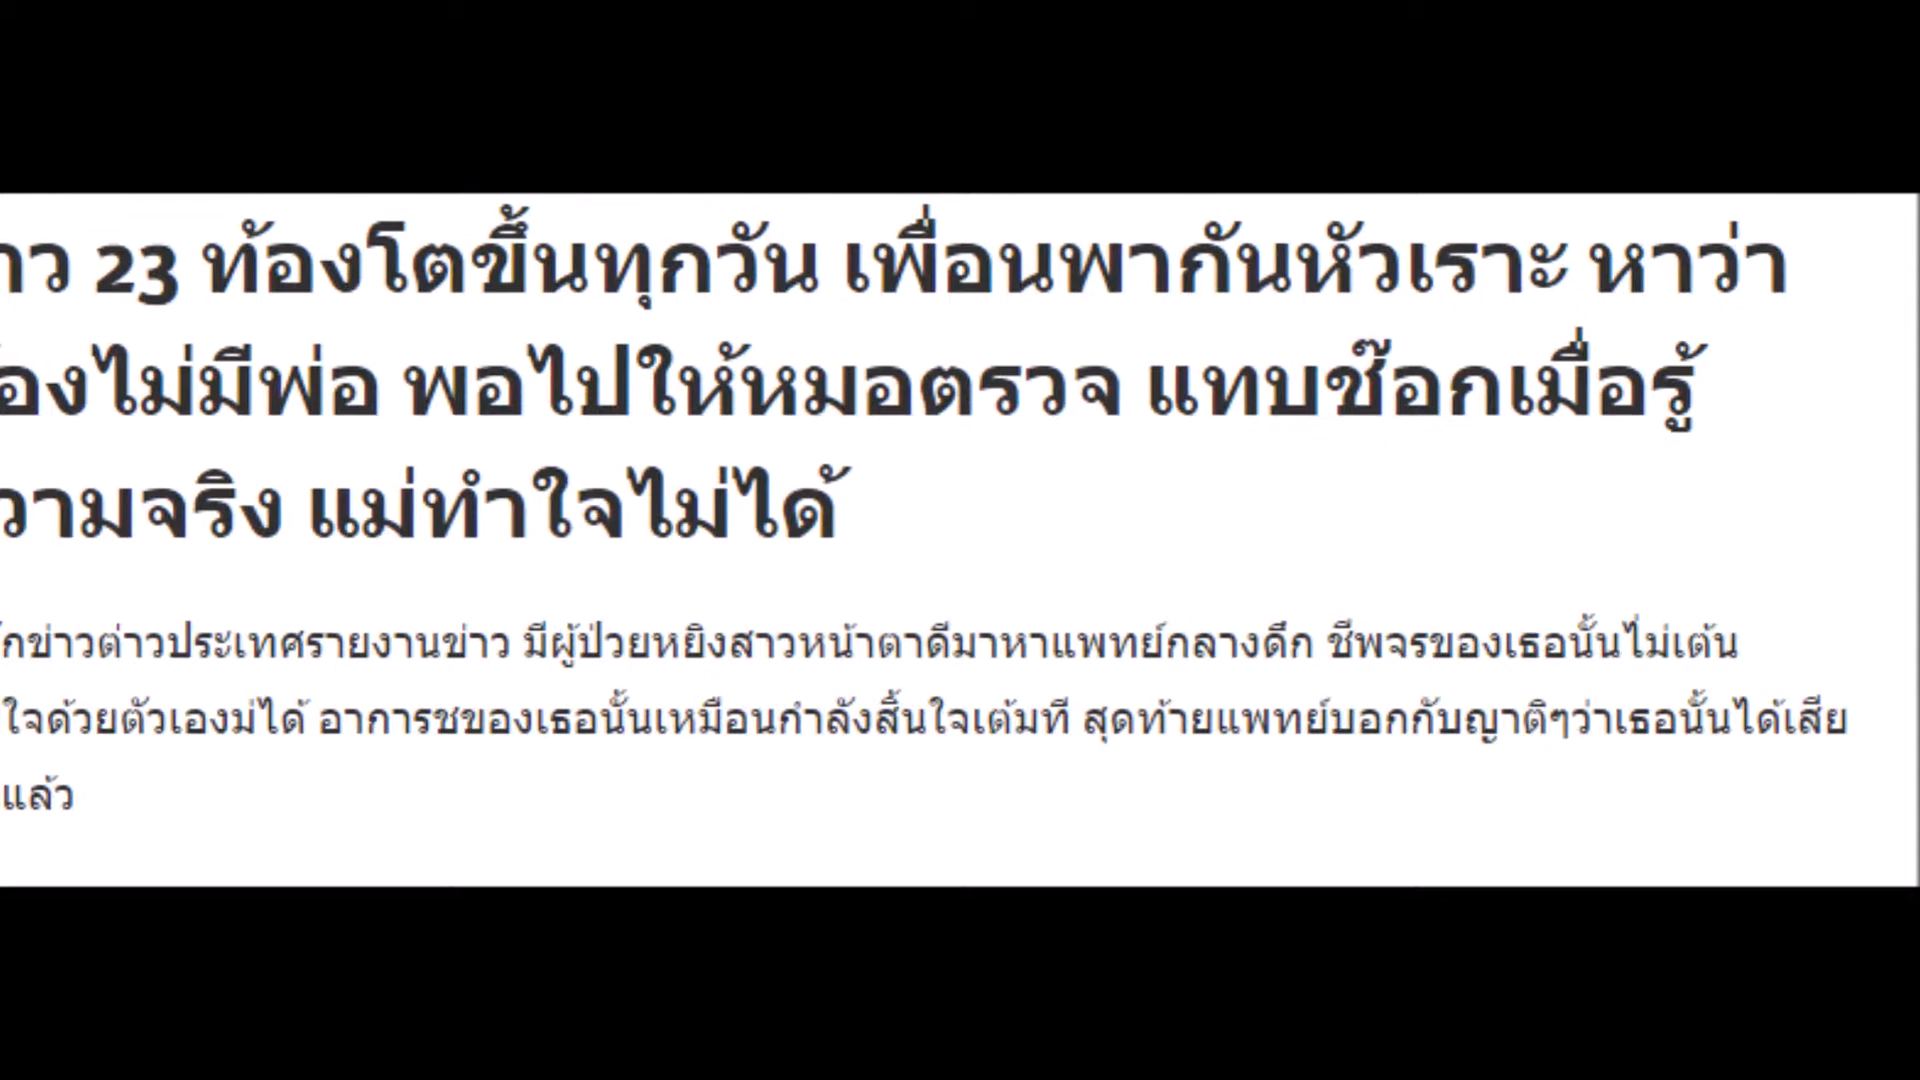 าว 23 ท้องโตขึ้นทุกวัน เพื่อนพากันหัวเราะ หาว่า
้องไม่มีพ่อ พอไปให้หมอตรวจ แทบช๊อกเมื่อรู้
วามจริง แม่ทำใจไม่ได้
ักข่าวต่าวประเทศรายงานข่าว มีผู้ป่วยหยิงสาวหน้าตาดีมาหาแพทย์กลางดึก ชีพจรของเธอนั้นไม่เต้น
ใจด้วยตัวเองม่ได้ อาการชของเธอนั้นเหมือนกำลังสิ้นใจเต้มที สุดท้ายแพทย์บอกกับญาติๆว่าเธอนั้นได้เสีย
แล้ว